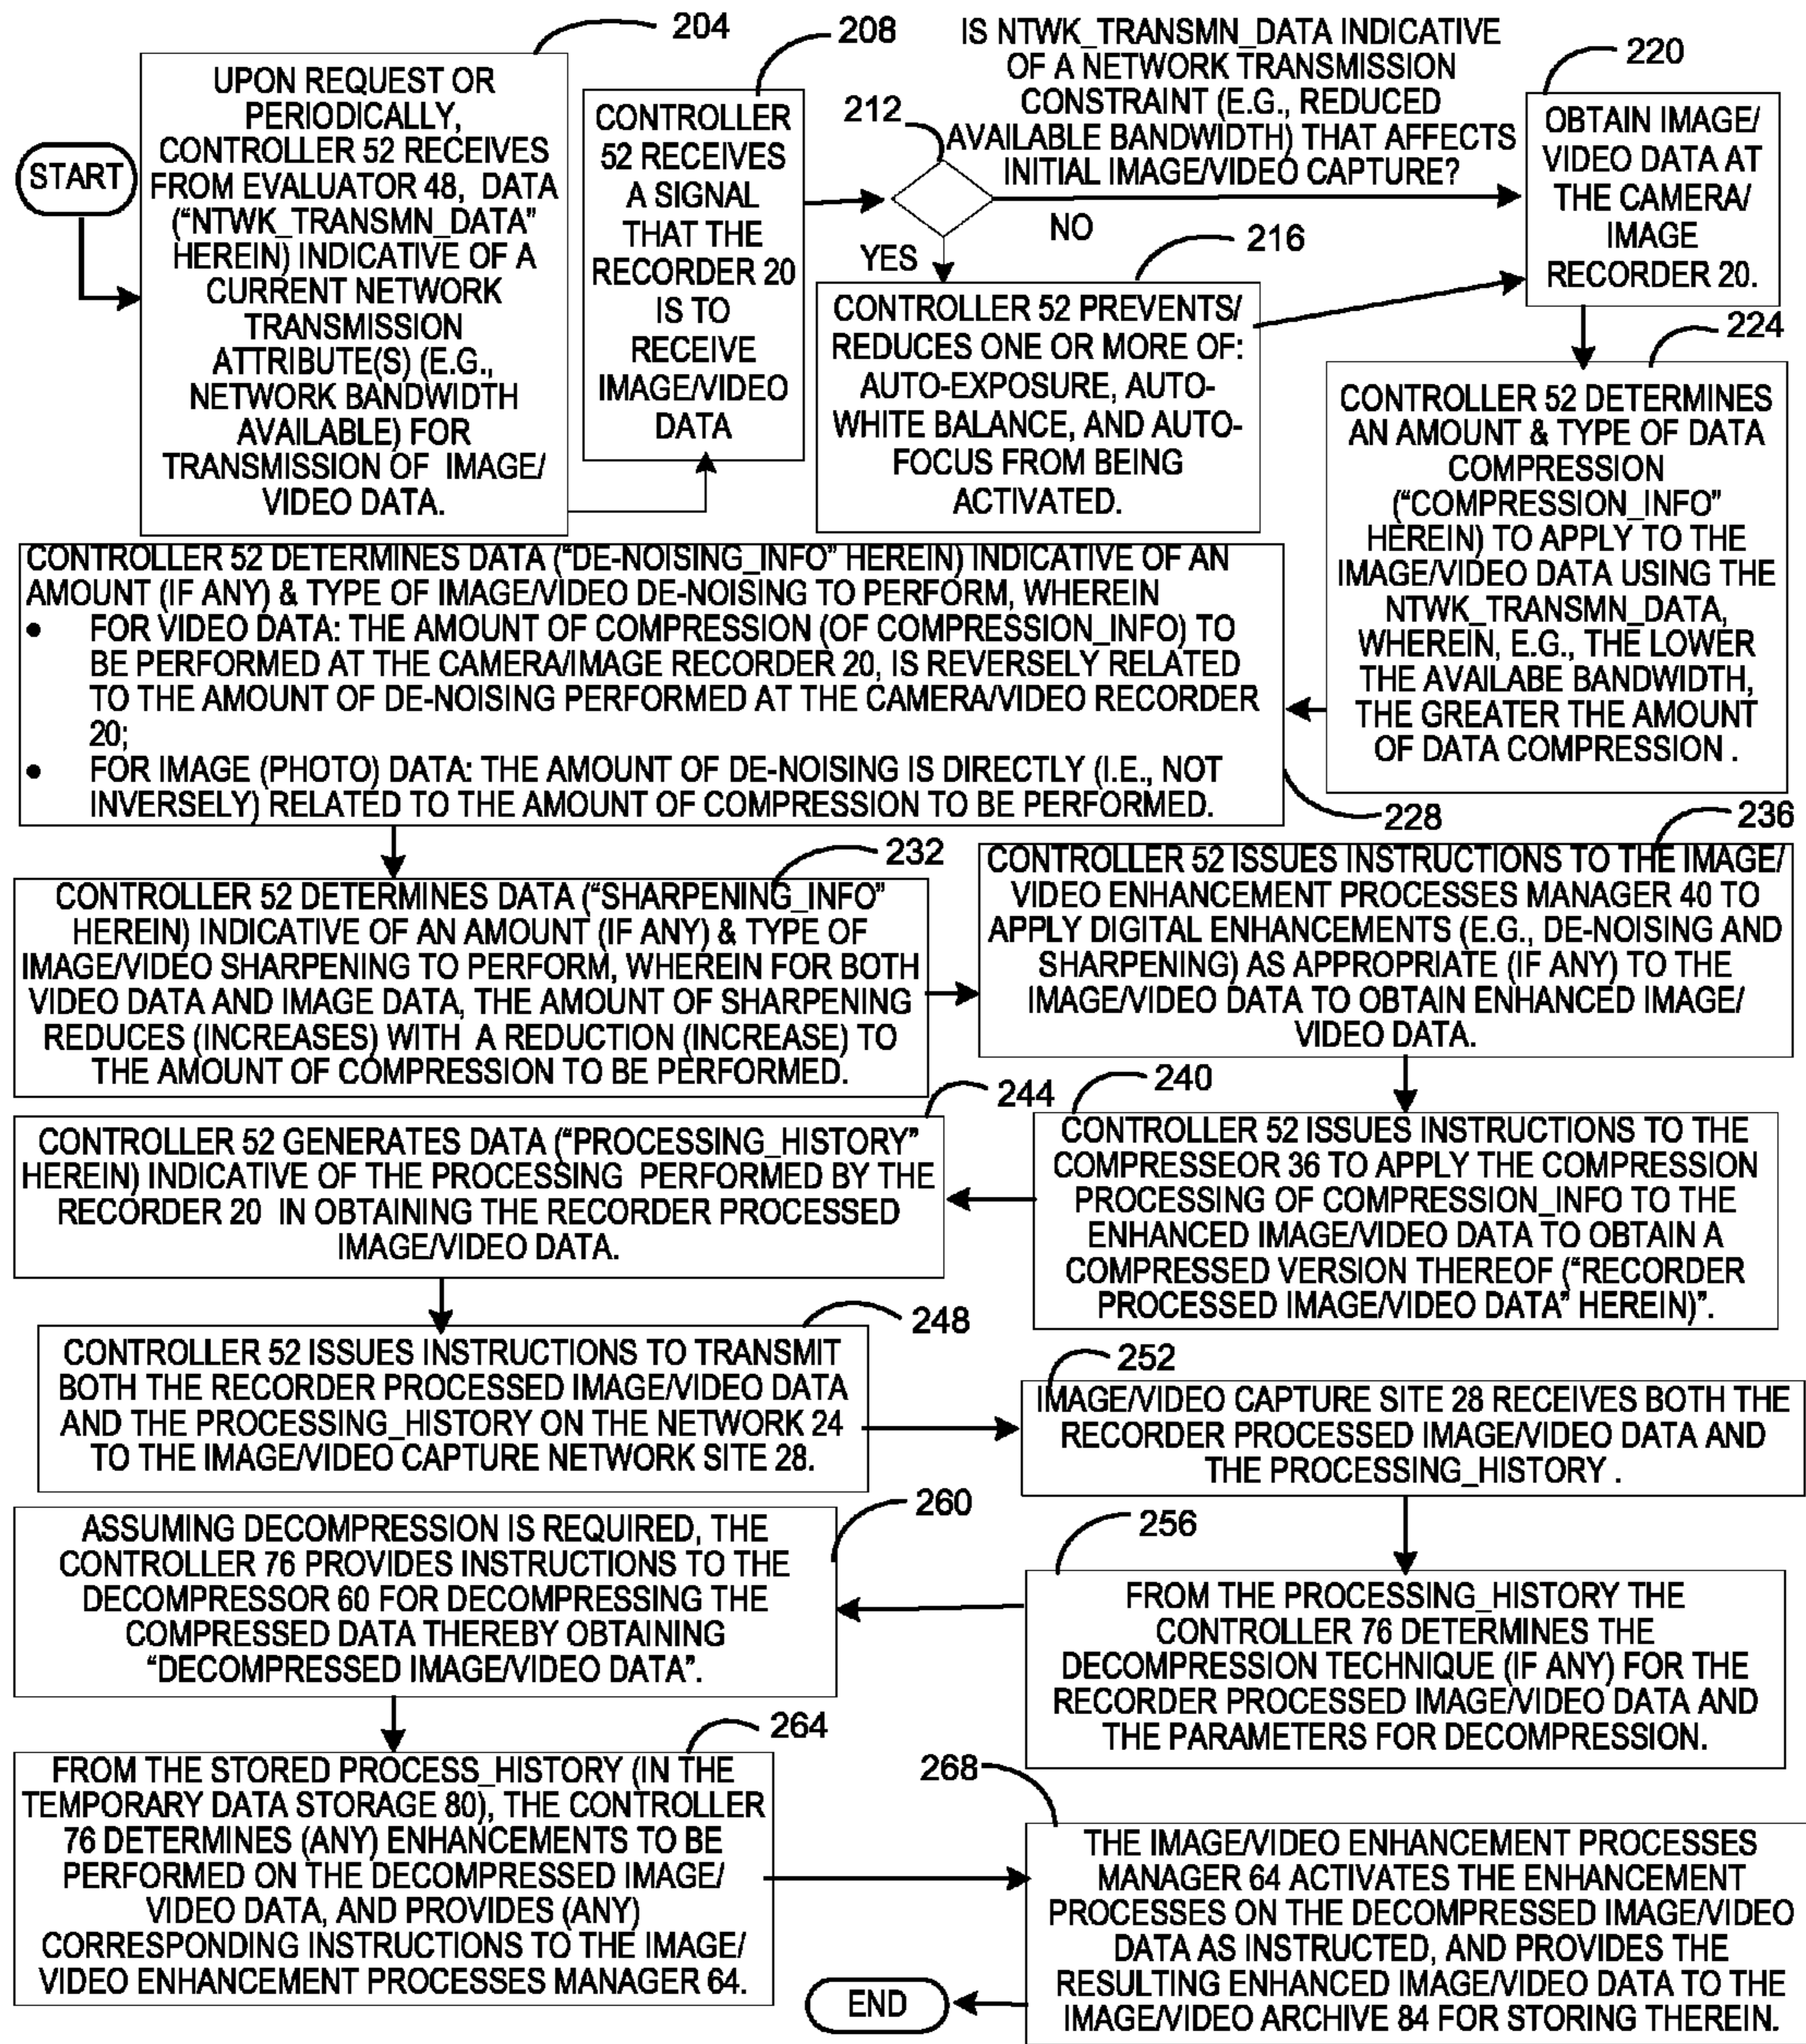 START
204
UPON REQUEST OR
PERIODICALLY,
CONTROLLER 52 RECEIVES
FROM EVALUATOR 48, DATA
("NTWK_TRANSMN_DATA"
HEREIN) INDICATIVE OF A
CURRENT NETWORK
TRANSMISSION
ATTRIBUTE(S) (E.G.,
NETWORK BANDWIDTH
AVAILABLE) FOR
TRANSMISSION OF IMAGE/
VIDEO DATA.
208
CONTROLLER
52 RECEIVES
A SIGNAL
THAT THE
RECORDER 20
IS TO
RECEIVE
IMAGE/VIDEO
DATA
212
IS NTWK_TRANSMN_DATA INDICATIVE
OF A NETWORK TRANSMISSION
CONSTRAINT (E.G., REDUCED
AVAILABLE BANDWIDTH) THAT AFFECTS
INITIAL IMAGE/VIDEO CAPTURE?
NO
YES
216
CONTROLLER 52 PREVENTS/
REDUCES ONE OR MORE OF:
AUTO-EXPOSURE, AUTO-
WHITE BALANCE, AND AUTO-
FOCUS FROM BEING
ACTIVATED.
220
OBTAIN IMAGE/
VIDEO DATA AT
THE CAMERA/
IMAGE
RECORDER 20.
224
CONTROLLER 52 DETERMINES
AN AMOUNT & TYPE OF DATA
COMPRESSION
("COMPRESSION_INFO"
HEREIN) TO APPLY TO THE
IMAGE/VIDEO DATA USING THE
NTWK_TRANSMN_DATA,
WHEREIN, E.G., THE LOWER
THE AVAILABE BANDWIDTH,
THE GREATER THE AMOUNT
OF DATA COMPRESSION .
CONTROLLER 52 DETERMINES DATA ("DE-NOISING_INFO" HEREIN) INDICATIVE OF AN
AMOUNT (IF ANY) & TYPE OF IMAGE/VIDEO DE-NOISING TO PERFORM, WHEREIN
• FOR VIDEO DATA: THE AMOUNT OF COMPRESSION (OF COMPRESSION_INFO) TO
BE PERFORMED AT THE CAMERA/IMAGE RECORDER 20, IS REVERSELY RELATED
TO THE AMOUNT OF DE-NOISING PERFORMED AT THE CAMERA/VIDEO RECORDER
20;
• FOR IMAGE (PHOTO) DATA: THE AMOUNT OF DE-NOISING IS DIRECTLY (I.E., NOT
INVERSELY) RELATED TO THE AMOUNT OF COMPRESSION TO BE PERFORMED.
228
232
CONTROLLER 52 DETERMINES DATA ("SHARPENING_INFO"
HEREIN) INDICATIVE OF AN AMOUNT (IF ANY) & TYPE OF
IMAGE/VIDEO SHARPENING TO PERFORM, WHEREIN FOR BOTH
VIDEO DATA AND IMAGE DATA, THE AMOUNT OF SHARPENING
REDUCES (INCREASES) WITH A REDUCTION (INCREASE) TO
THE AMOUNT OF COMPRESSION TO BE PERFORMED.
236
CONTROLLER 52 ISSUES INSTRUCTIONS TO THE IMAGE/
VIDEO ENHANCEMENT PROCESSES MANAGER 40 TO
APPLY DIGITAL ENHANCEMENTS (E.G., DE-NOISING AND
SHARPENING) AS APPROPRIATE (IF ANY) TO THE
IMAGE/VIDEO DATA TO OBTAIN ENHANCED IMAGE/
VIDEO DATA.
240
CONTROLLER 52 ISSUES INSTRUCTIONS TO THE
COMPRESSEOR 36 TO APPLY THE COMPRESSION
PROCESSING OF COMPRESSION_INFO TO THE
ENHANCED IMAGE/VIDEO DATA TO OBTAIN A
COMPRESSED VERSION THEREOF ("RECORDER
PROCESSED IMAGE/VIDEO DATA" HEREIN)".
244
CONTROLLER 52 GENERATES DATA ("PROCESSING_HISTORY"
HEREIN) INDICATIVE OF THE PROCESSING PERFORMED BY THE
RECORDER 20 IN OBTAINING THE RECORDER PROCESSED
IMAGE/VIDEO DATA.
248
CONTROLLER 52 ISSUES INSTRUCTIONS TO TRANSMIT
BOTH THE RECORDER PROCESSED IMAGE/VIDEO DATA
AND THE PROCESSING_HISTORY ON THE NETWORK 24
TO THE IMAGE/VIDEO CAPTURE NETWORK SITE 28.
252
IMAGE/VIDEO CAPTURE SITE 28 RECEIVES BOTH THE
RECORDER PROCESSED IMAGE/VIDEO DATA AND
THE PROCESSING_HISTORY .
256
FROM THE PROCESSING_HISTORY THE
CONTROLLER 76 DETERMINES THE
DECOMPRESSION TECHNIQUE (IF ANY) FOR THE
RECORDER PROCESSED IMAGE/VIDEO DATA AND
THE PARAMETERS FOR DECOMPRESSION.
260
ASSUMING DECOMPRESSION IS REQUIRED, THE
CONTROLLER 76 PROVIDES INSTRUCTIONS TO THE
DECOMPRESSOR 60 FOR DECOMPRESSING THE
COMPRESSED DATA THEREBY OBTAINING
"DECOMPRESSED IMAGE/VIDEO DATA".
264
FROM THE STORED PROCESS_HISTORY (IN THE
TEMPORARY DATA STORAGE 80), THE CONTROLLER
76 DETERMINES (ANY) ENHANCEMENTS TO BE
PERFORMED ON THE DECOMPRESSED IMAGE/
VIDEO DATA, AND PROVIDES (ANY)
CORRESPONDING INSTRUCTIONS TO THE IMAGE/
VIDEO ENHANCEMENT PROCESSES MANAGER 64.
268
THE IMAGE/VIDEO ENHANCEMENT PROCESSES
MANAGER 64 ACTIVATES THE ENHANCEMENT
PROCESSES ON THE DECOMPRESSED IMAGE/VIDEO
DATA AS INSTRUCTED, AND PROVIDES THE
RESULTING ENHANCED IMAGE/VIDEO DATA TO THE
IMAGE/VIDEO ARCHIVE 84 FOR STORING THEREIN.
END